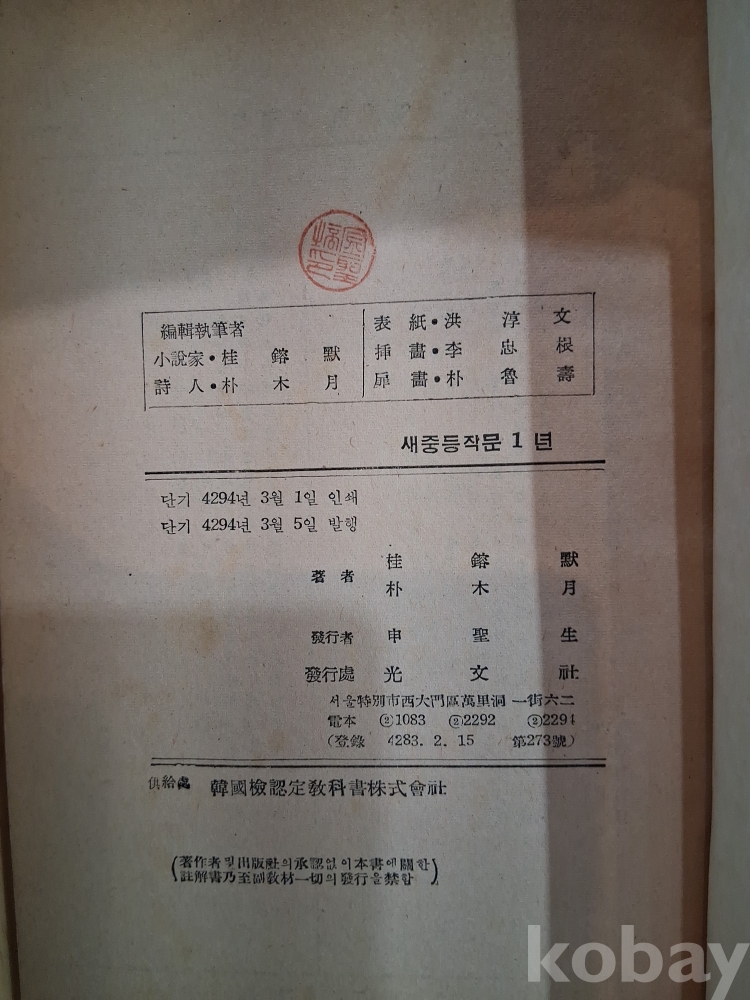 編輯執筆者
小說家・桂鎔默
詩人・朴木月
表紙・洪淳文
挿畵・李忠根
扉畵・朴魯壽
새중등작문 1년
단기 4294년 3월 1일 인쇄
단기 4294년 3월 5일 발행
著者 桂鎔默
朴木月
發行者 申聖生
發行處 光文社
서울特別市西大門區萬里洞 一街六二
電本 ②1083 ②2292 ②2294
(登錄 4283. 2. 15 第273號)
供給處 韓國檢認定敎科書株式會社
(著作者 및 出版社의 承認없이 本書에 關한
註解書乃至副敎材一切의 發行을 禁함)
kobay